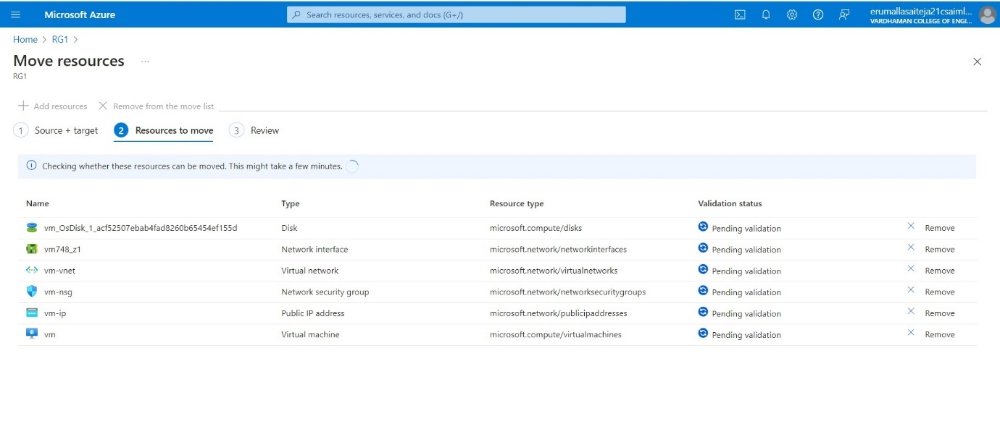 Microsoft Azure
Search resources, services, and docs (G+/)
erumallasaiteja21csaiml...
VARDHAMAN COLLEGE OF ENGI...
Home > RG1 >
Move resources ...
RG1
Add resources Remove from the move list
1 Source + target 2 Resources to move 3 Review
Checking whether these resources can be moved. This might take a few minutes.
Name Type Resource type Validation status
vm_OsDisk_1_acf52507ebab4fad8260b65454ef155d Disk microsoft.compute/disks Pending validation Remove
vm748_z1 Network interface microsoft.network/networkinterfaces Pending validation Remove
vm-vnet Virtual network microsoft.network/virtualnetworks Pending validation Remove
vm-nsg Network security group microsoft.network/networksecuritygroups Pending validation Remove
vm-ip Public IP address microsoft.network/publicipaddresses Pending validation Remove
vm Virtual machine microsoft.compute/virtualmachines Pending validation Remove